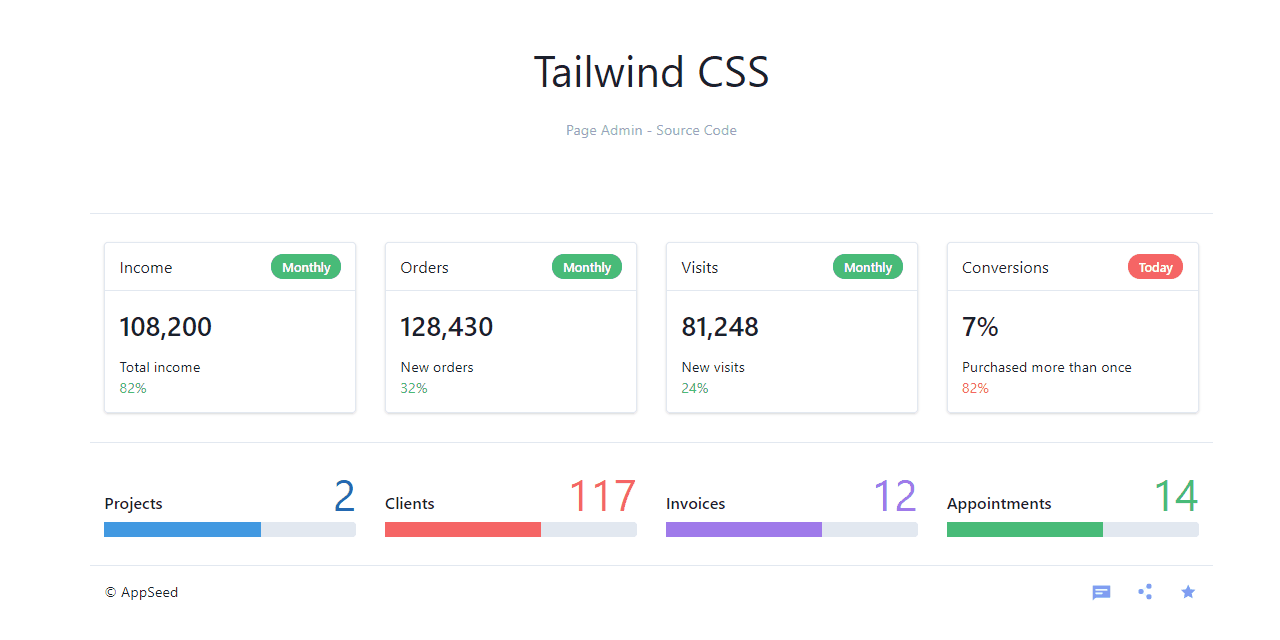 Tailwind CSS
Page Admin - Source Code
Income Monthly
108,200
Total income
82%
Orders Monthly
128,430
New orders
32%
Visits Monthly
81,248
New visits
24%
Conversions Today
7%
Purchased more than once
82%
Projects 2
Clients 117
Invoices 12
Appointments 14
© AppSeed